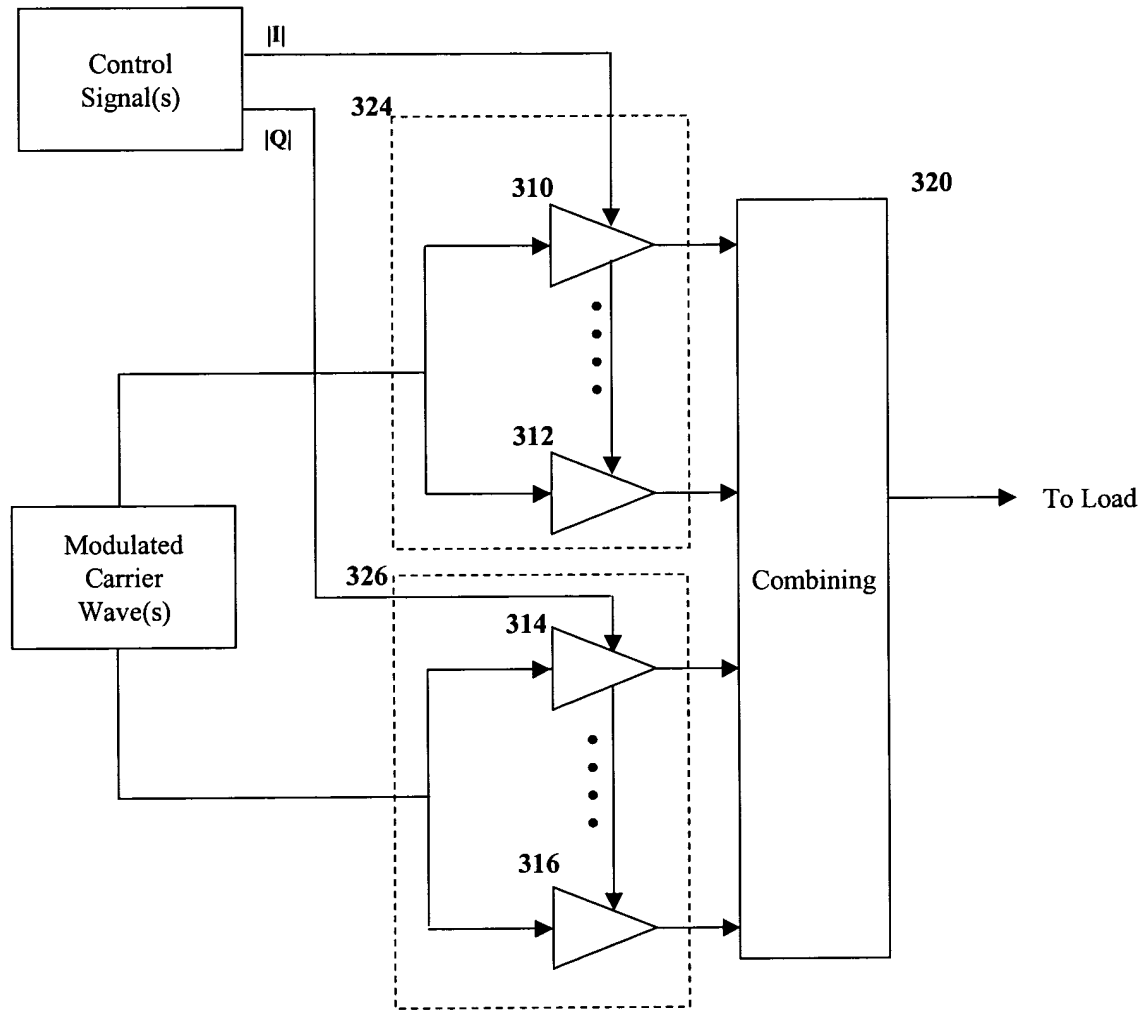 |I|
Control
Signal(s)
|Q|
324
310
320
312
To Load
Modulated
Carrier
Wave(s)
326
Combining
314
316